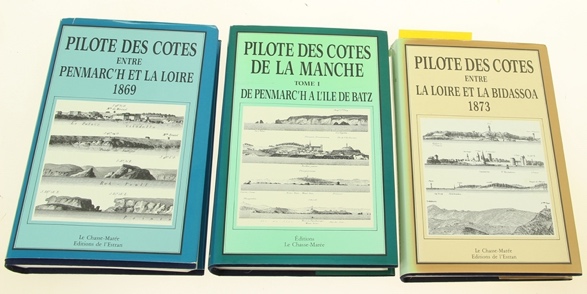 PILOTE DES COTES
ENTRE
PENMARC'H ET LA LOIRE
1869
Le Chasse-Marée
Editions de l'Estran
PILOTE DES COTES
DE LA MANCHE
TOME I
DE PENMARC'H A L'ILE DE BATZ
Éditions
Le Chasse-Marée
PILOTE DES COTES
ENTRE
LA LOIRE ET LA BIDASSOA
1873
Le Chasse-Marée
Editions de l'Estran